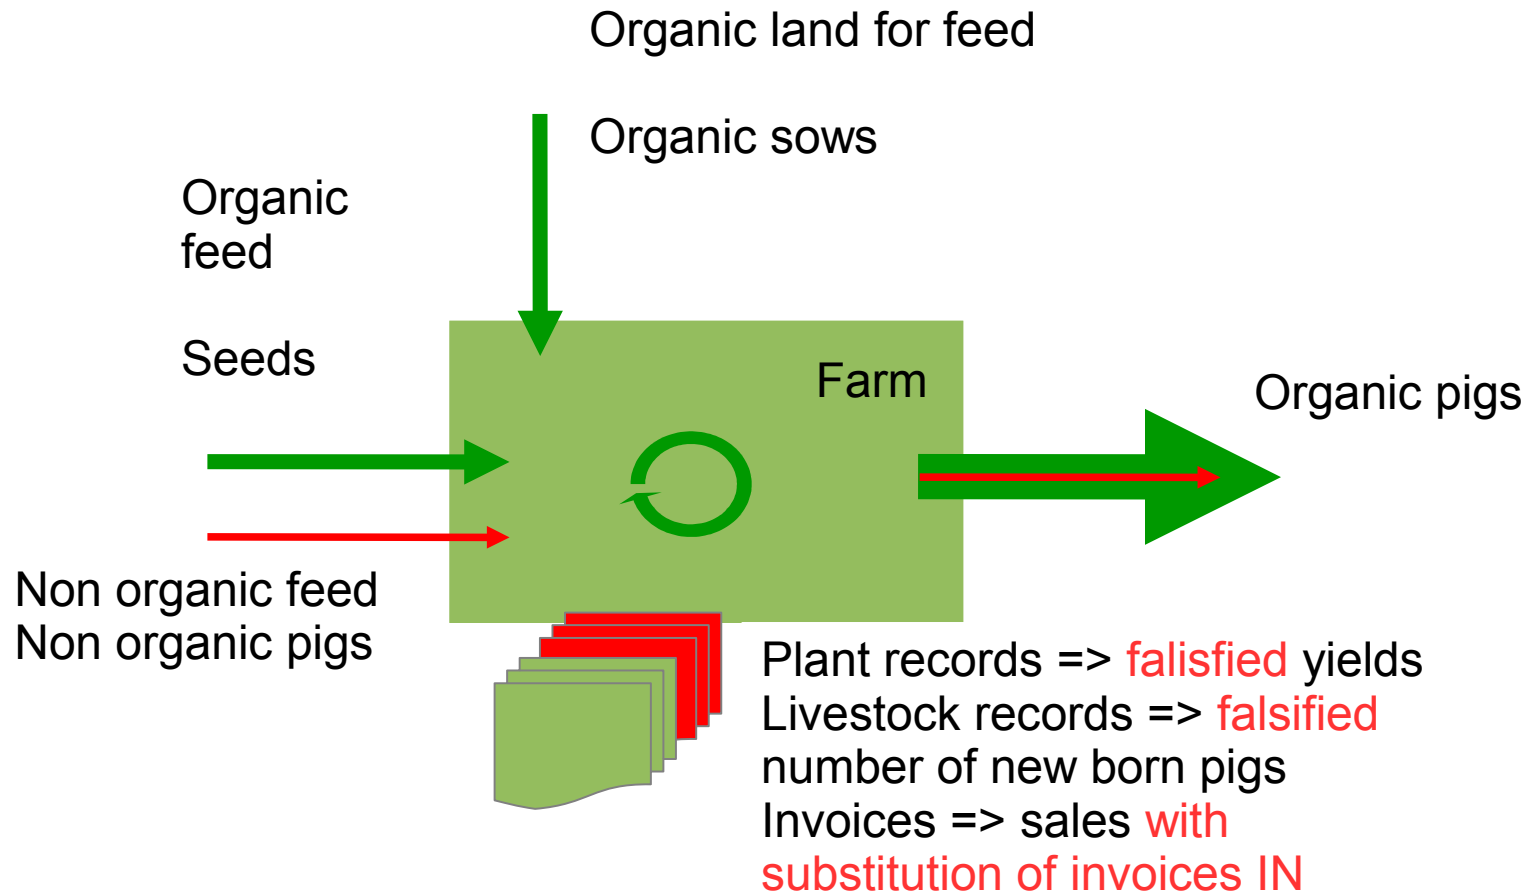 Organic land for feed
Organic sows
Organic
feed
Seeds
Farm
Organic pigs
Non organic feed
Non organic pigs
Plant records => falisfied yields
Livestock records => falsified
number of new born pigs
Invoices => sales with
substitution of invoices IN